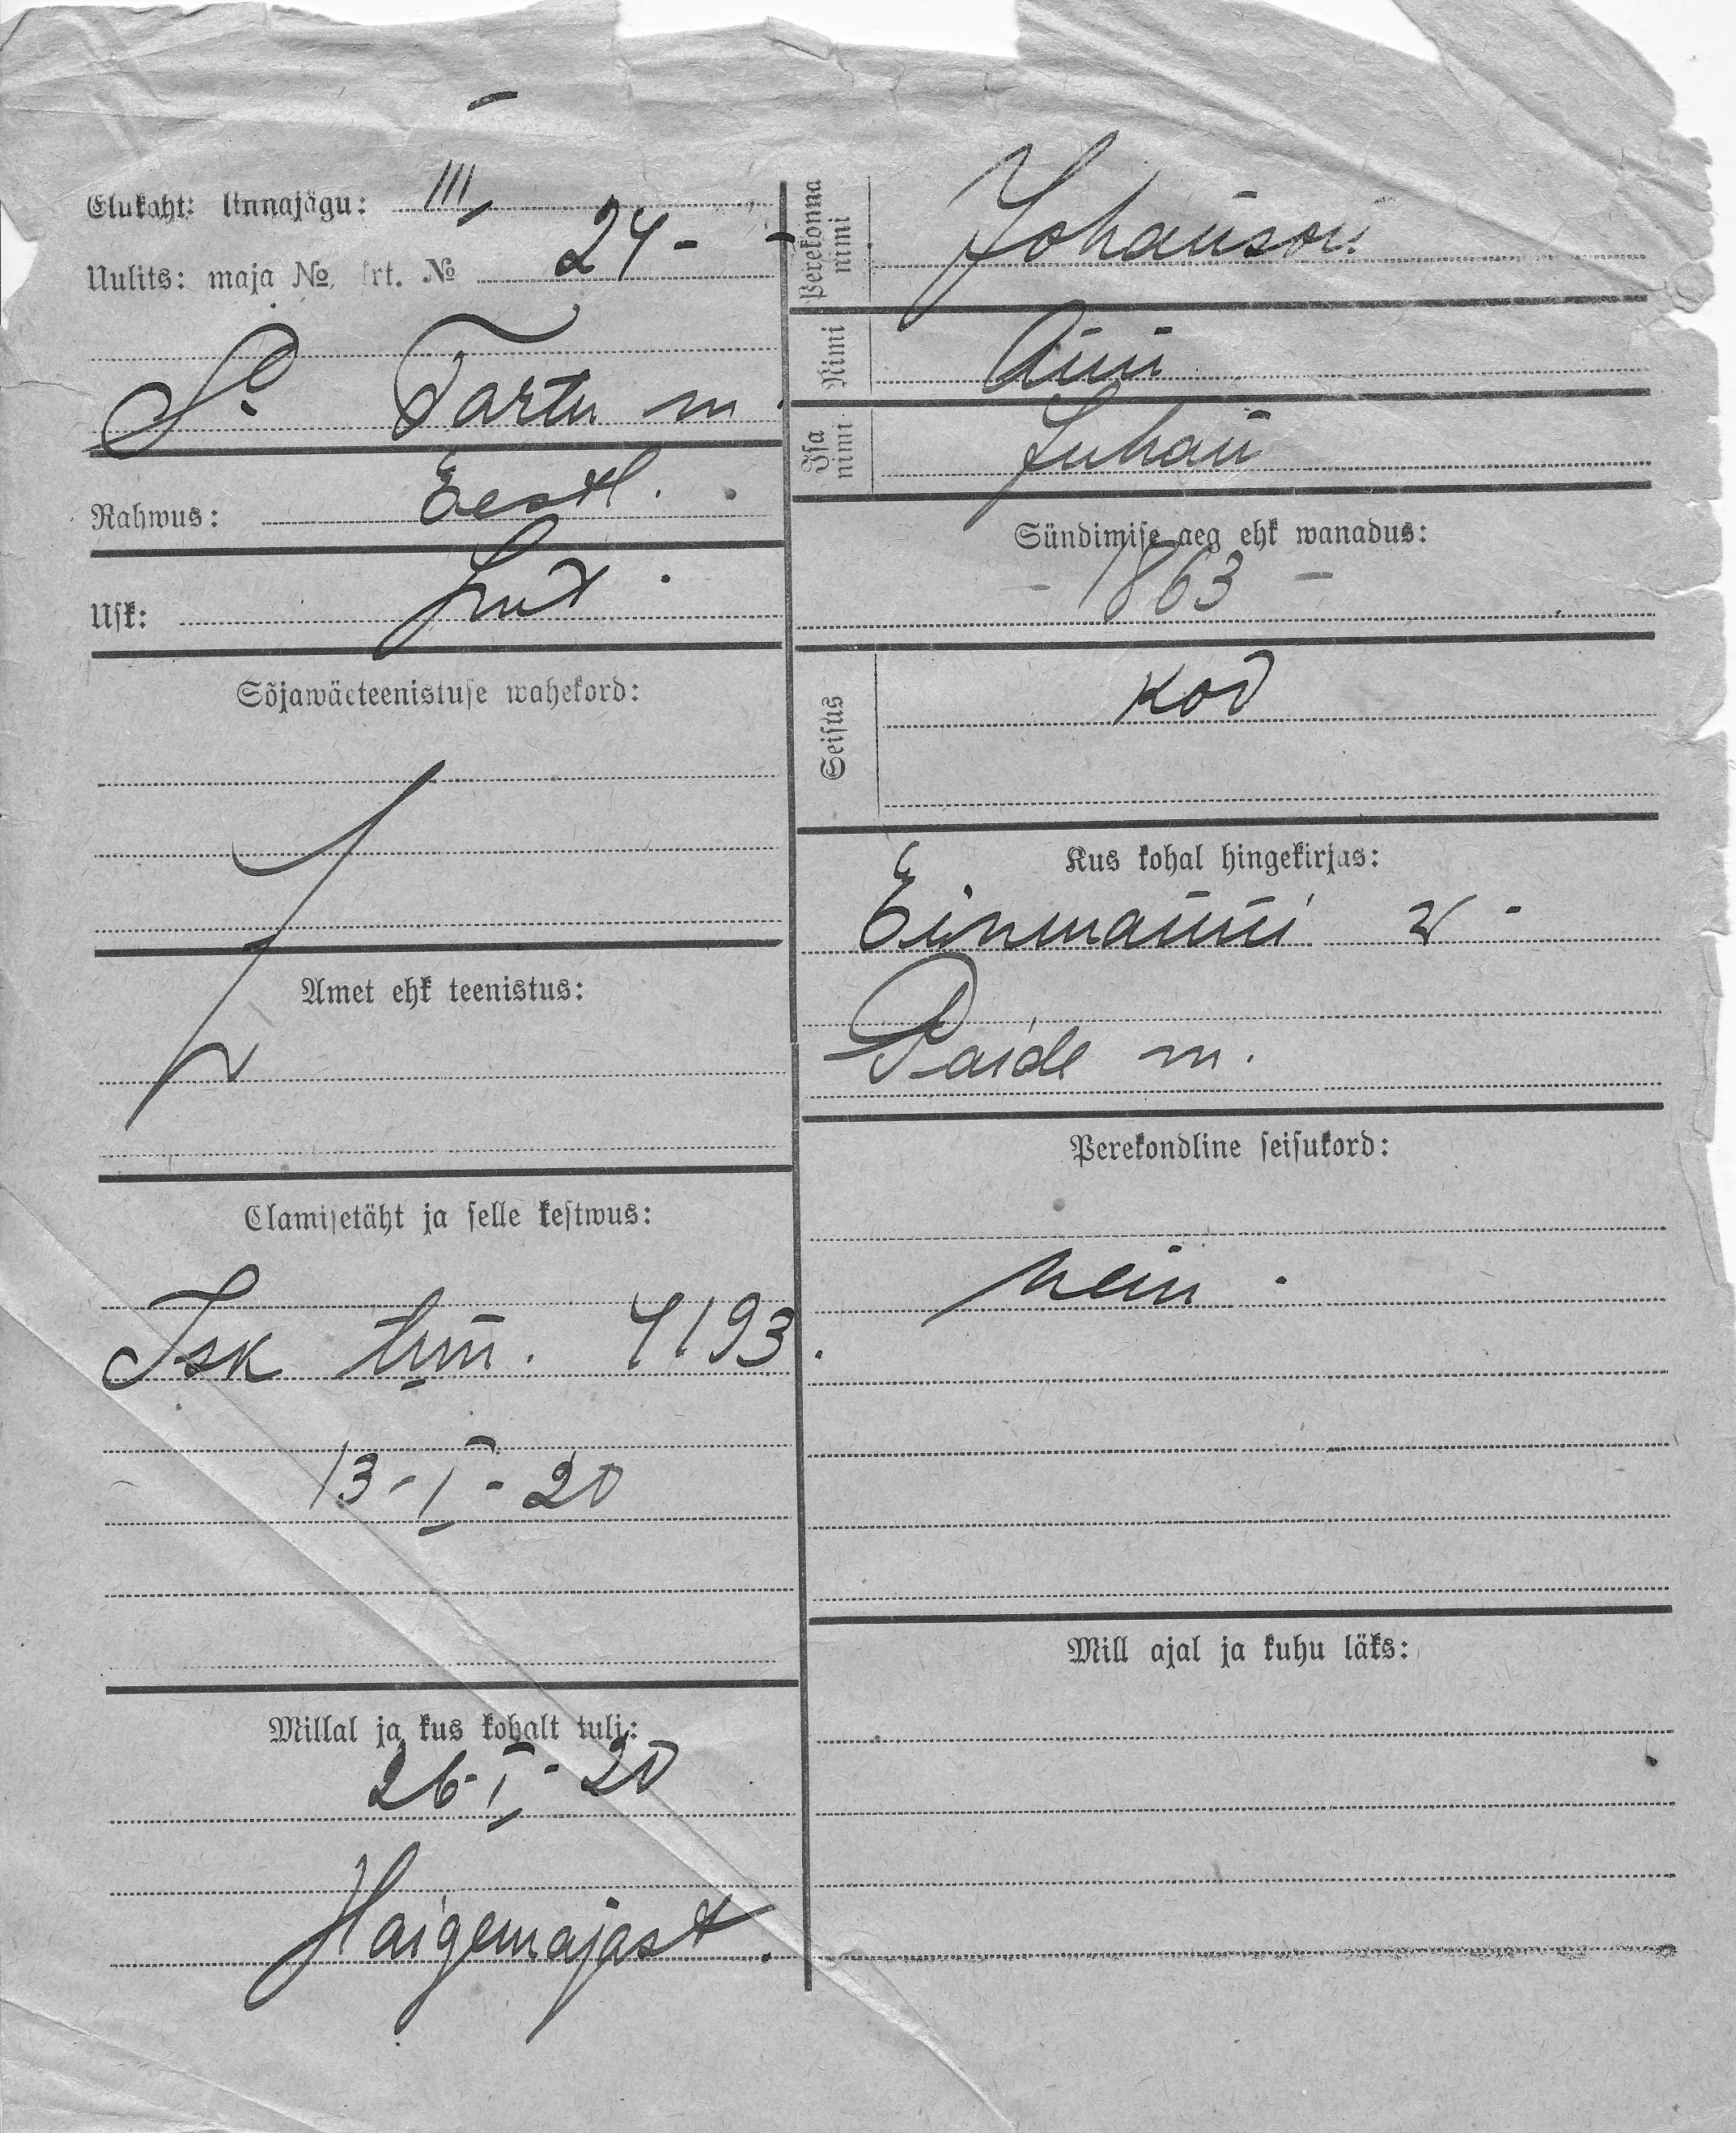 Elukoht: linnajägu: III
Uulits: maja № krt. № 24 -
S. Tartu m.
Rahwus: Eestl.
Usk: Lut.
Sõjawäeteenistuse wahekord:
Amet ehk teenistus:
Elamisetäht ja selle kestwus:
Isk tun. 4193.
13-I-20
Millal ja kus kohalt tuli:
26-I-20
Haigemajast.
Perekonna nimi Johanson
Nimi Ann
Isa nimi Juhan
Sündimise aeg ehk wanadus:
- 1863 -
Seisus kod
Kus kohal hingekirjas:
Einmanni w -
Paide m.
Perekondline seisukord:
Mill ajal ja kuhu läks: